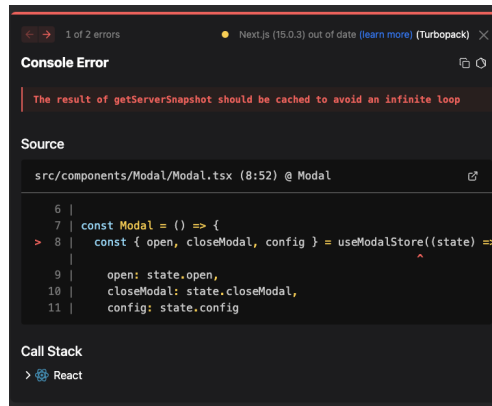 1 of 2 errors
Next.js (15.0.3) out of date (learn more) (Turbopack)
Console Error
The result of getServerSnapshot should be cached to avoid an infinite loop
Source
src/components/Modal/Modal.tsx (8:52) @ Modal
6 |
7 | const Modal = () => {
> 8 | const { open, closeModal, config } = useModalStore((state) =>
| ^
9 | open: state.open,
10 | closeModal: state.closeModal,
11 | config: state.config
Call Stack
React